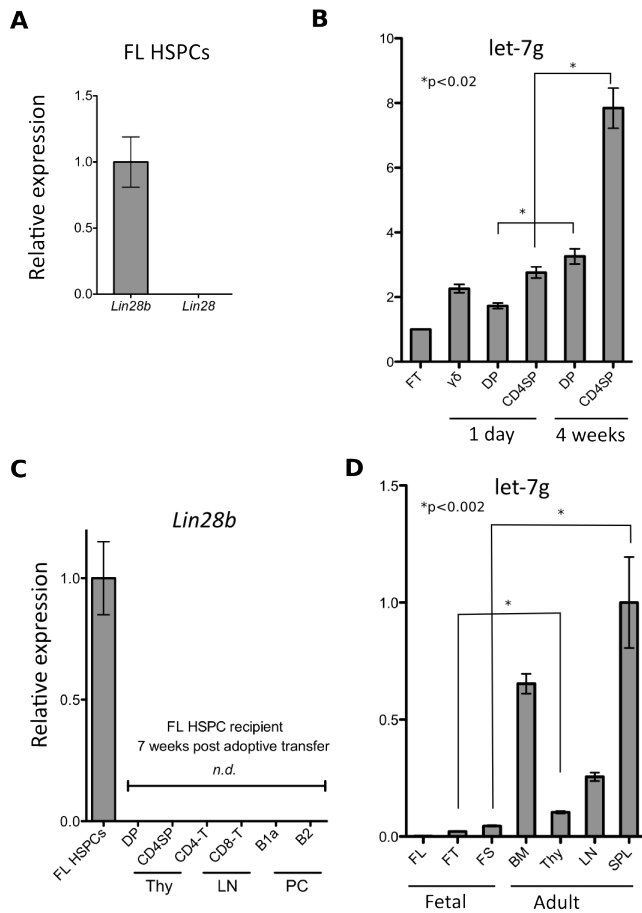 A
FL HSPCs
Relative expression
1.5
1.0
0.5
0.0
Lin28b Lin28
B
let-7g
*p<0.02
*
*
10
8
6
4
2
0
FT γδ DP CD4SP DP CD4SP
1 day 4 weeks
C
Lin28b
Relative expression
1.0
0.5
0.0
FL HSPC recipient
7 weeks post adoptive transfer
n.d.
FL HSPCs DP CD4SP CD4-T CD8-T B1a B2
Thy LN PC
D
let-7g
*p<0.002
*
*
1.5
1.0
0.5
0.0
FL FT FS BM Thy LN SPL
Fetal Adult